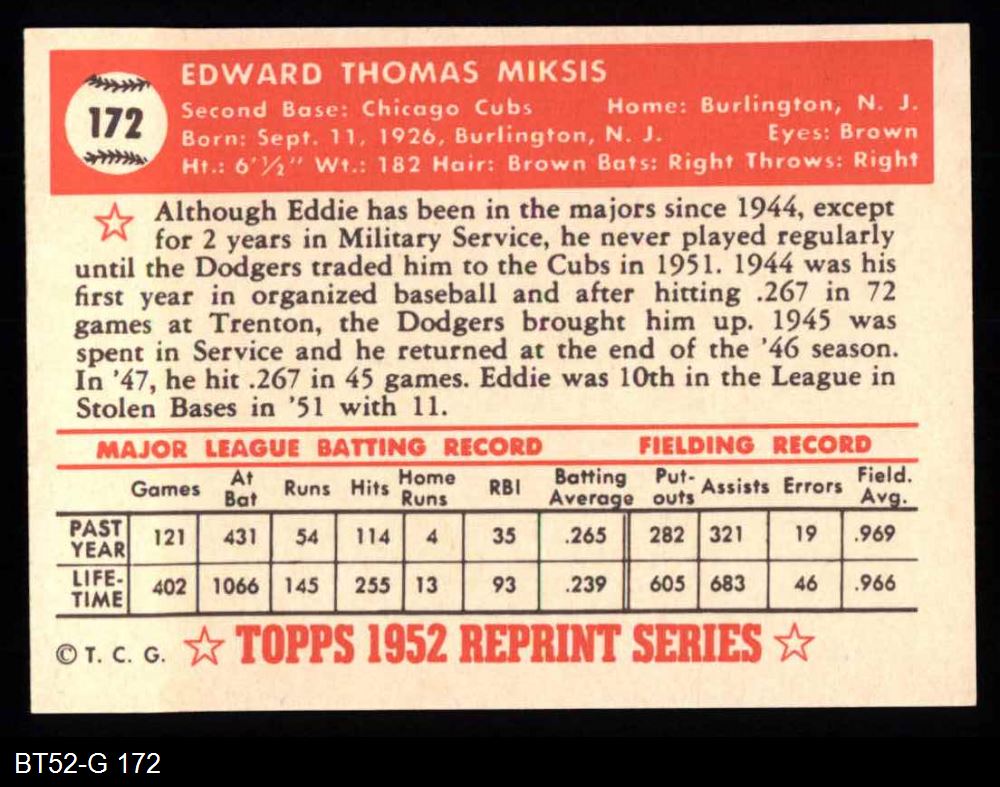 172
EDWARD THOMAS MIKSIS
Second Base: Chicago Cubs Home: Burlington, N. J.
Born: Sept. 11, 1926, Burlington, N. J. Eyes: Brown
Ht.: 6'½" Wt.: 182 Hair: Brown Bats: Right Throws: Right
Although Eddie has been in the majors since 1944, except
for 2 years in Military Service, he never played regularly
until the Dodgers traded him to the Cubs in 1951. 1944 was his
first year in organized baseball and after hitting .267 in 72
games at Trenton, the Dodgers brought him up. 1945 was
spent in Service and he returned at the end of the '46 season.
In '47, he hit .267 in 45 games. Eddie was 10th in the League in
Stolen Bases in '51 with 11.
MAJOR LEAGUE BATTING RECORD FIELDING RECORD
Games At Bat Runs Hits Home Runs RBI Batting Average Put-outs Assists Errors Field. Avg.
PAST YEAR 121 431 54 114 4 35 .265 282 321 19 .969
LIFE-TIME 402 1066 145 255 13 93 .239 605 683 46 .966
© T. C. G. TOPPS 1952 REPRINT SERIES
BT52-G 172